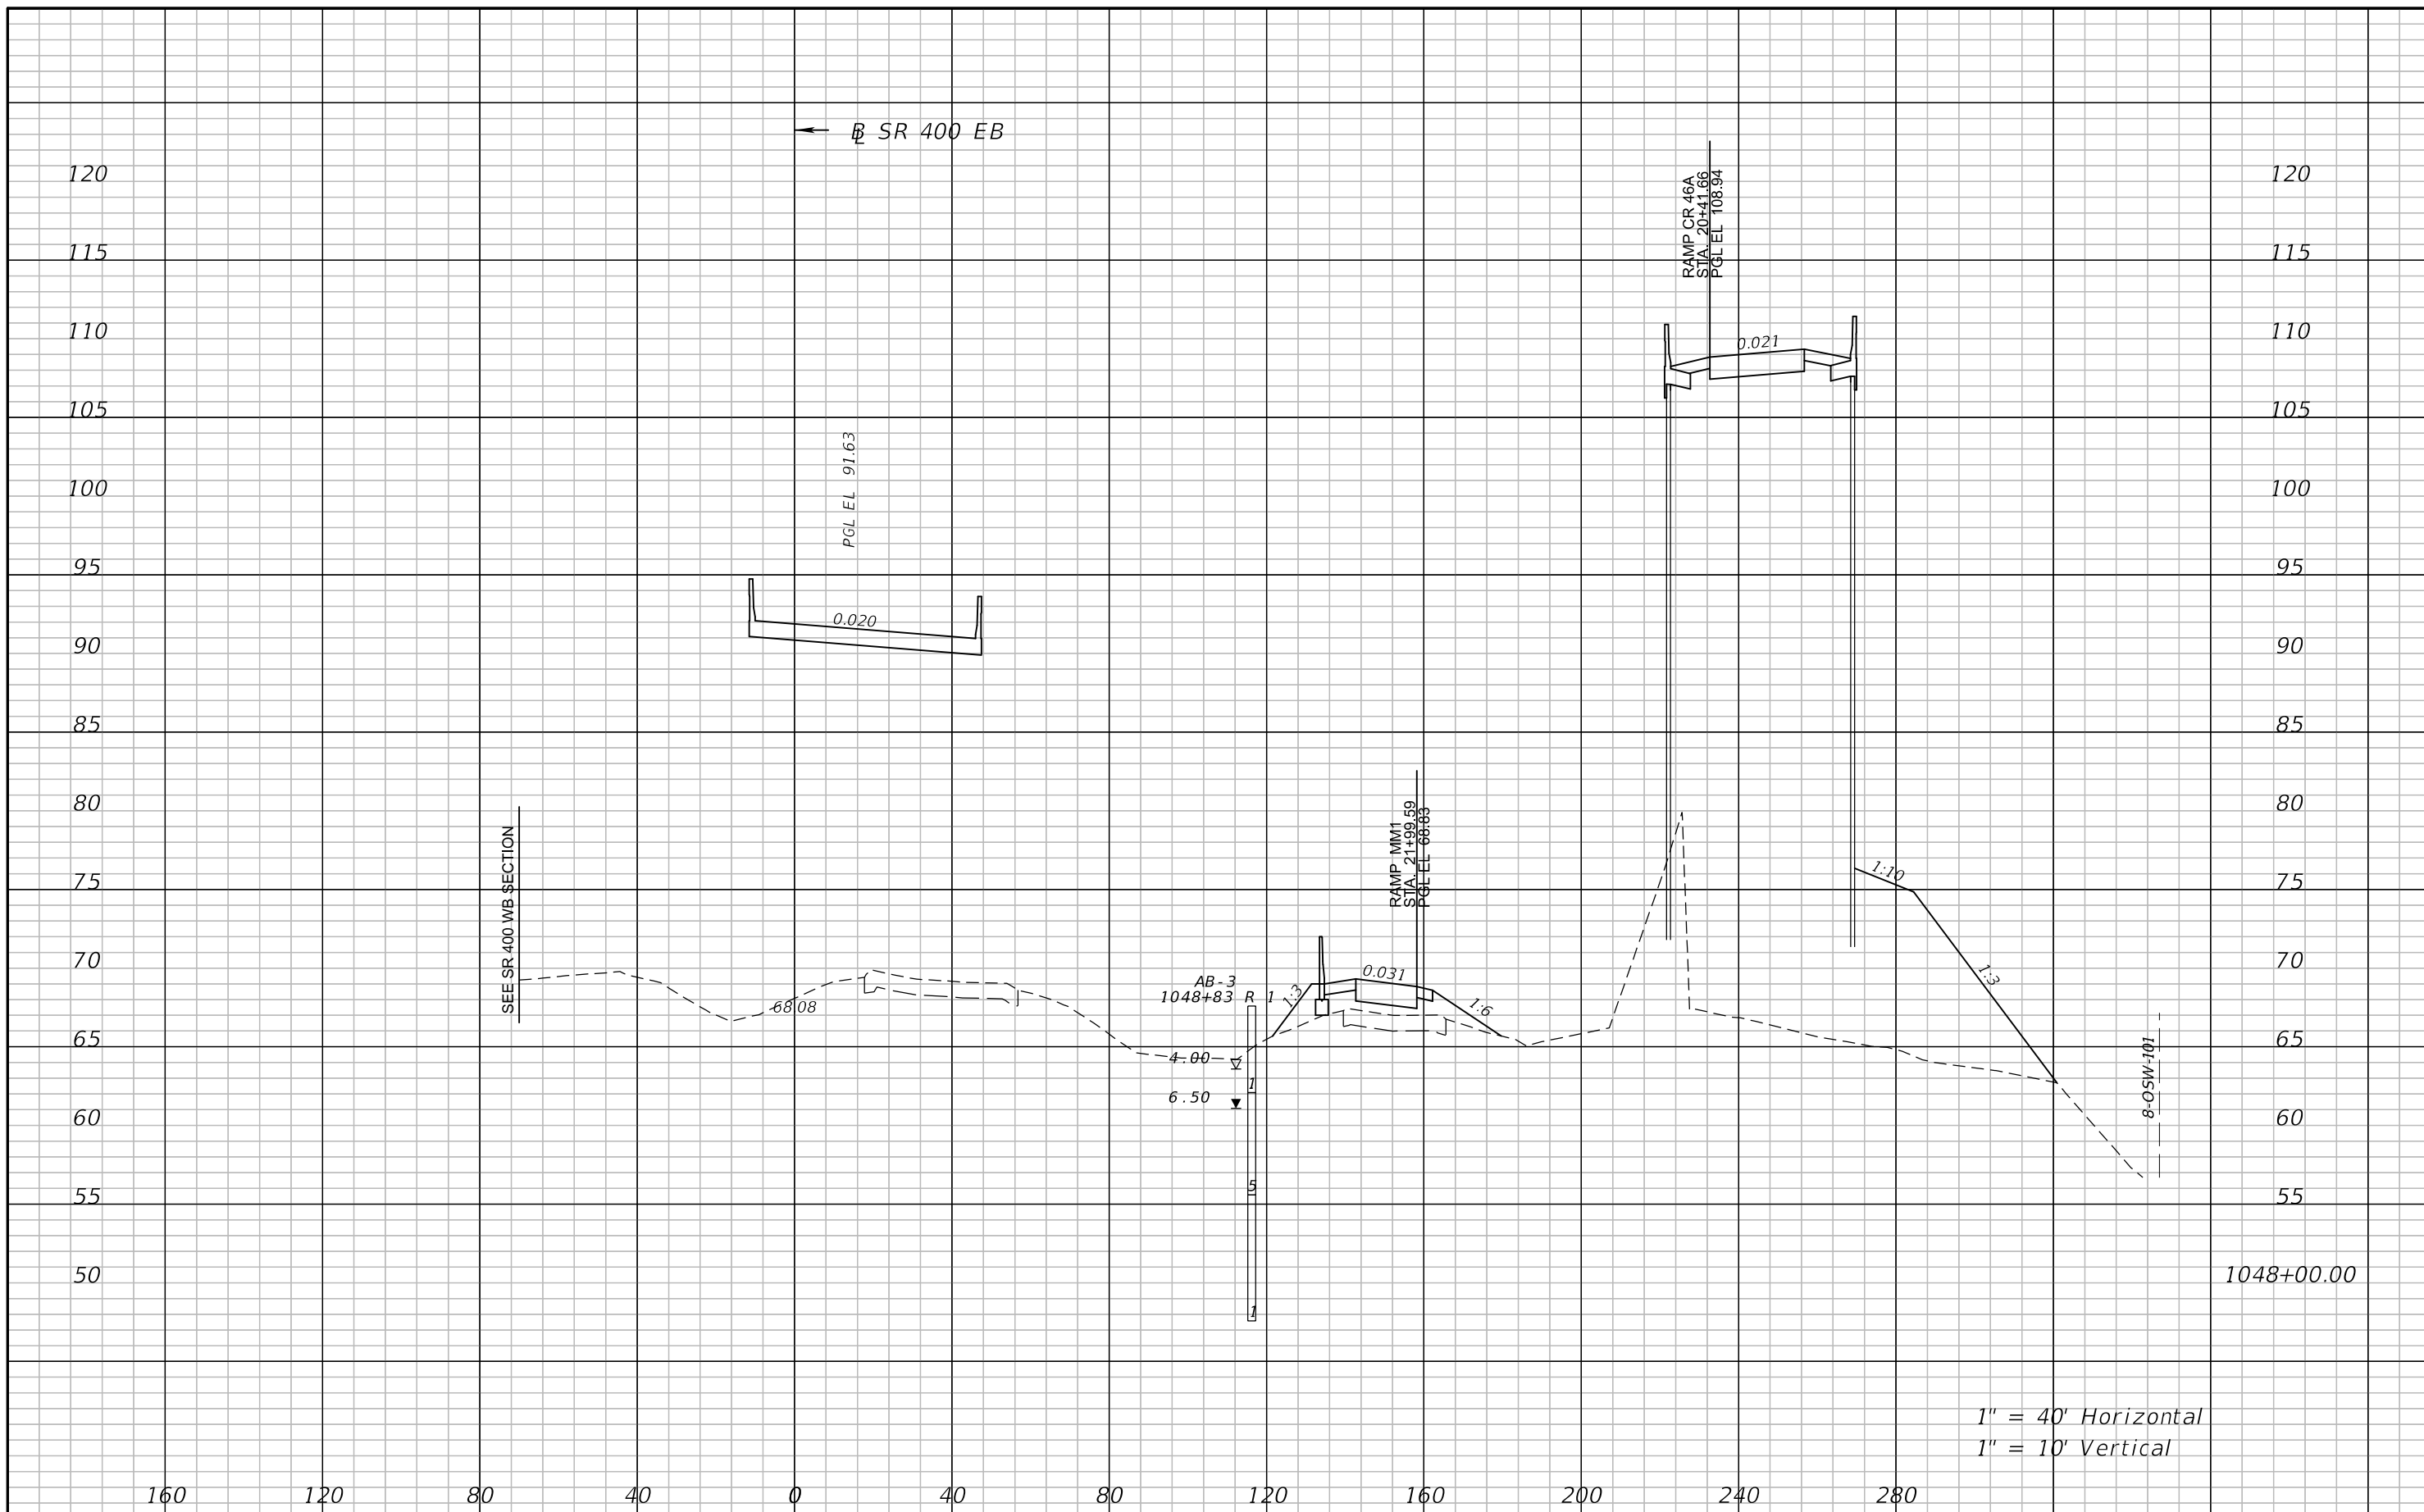 BL SR 400 EB
120
120
RAMP CR 46A
STA. 20+41.66
PGL EL 108.94
115
115
110
110
0.021
105
105
PGL EL 91.63
100
100
95
95
0.020
90
90
85
85
80
80
SEE SR 400 WB SECTION
RAMP MM1
STA. 21+99.59
PGL EL 68.83
75
75
1:10
70
70
0.031
1:3
AB-3
1048+83 R 1
1:3
1:6
68.08
65
65
4.00
1
6.50
8-OSW-101
60
60
5
55
55
50
1048+00.00
1
1" = 40' Horizontal
1" = 10' Vertical
160 120 80 40 0 40 80 120 160 200 240 280